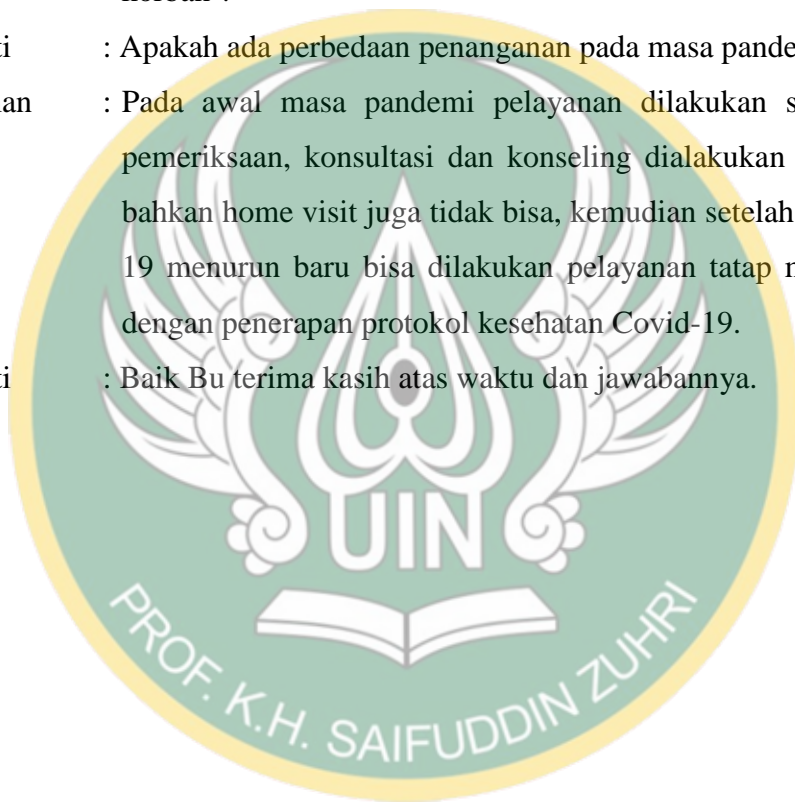 : Apakah ada perbedaan penanganan pada masa
: Pada awal masa pandemi pelayanan dilakukan
pemeriksaan, konsultasi dan konseling dialakukan
bahkan home visit juga tidak bisa, kemudian setelah
19 menurun baru bisa dilakukan pelayanan tatap
dengan penerapan protokol kesehatan Covid-19.
: Baik Bu terima kasih atas waktu dan jawabannya.
UIN
PROF. K.H. SAIFUDDIN ZUHRI